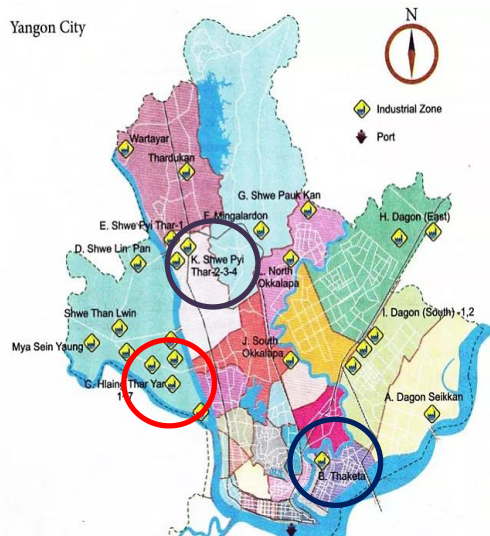 Yangon City
N
Industrial Zone
Port
Wartayar
Thardukan
G. Shwe Pauk Kan
E. Shwe Pyi Thar-1
F. Mingalardon
H. Dagon (East)
D. Shwe Lin Pan
K. Shwe Pyi
Thar-2-3-4
L. North
Okkalapa
Shwe Than Lwin
I. Dagon (South) -1,2
Mya Sein Yaung
J. South
Okkalapa
C. Hlaing Thar Yar
1-7
A. Dagon Seikkan
B. Thaketa